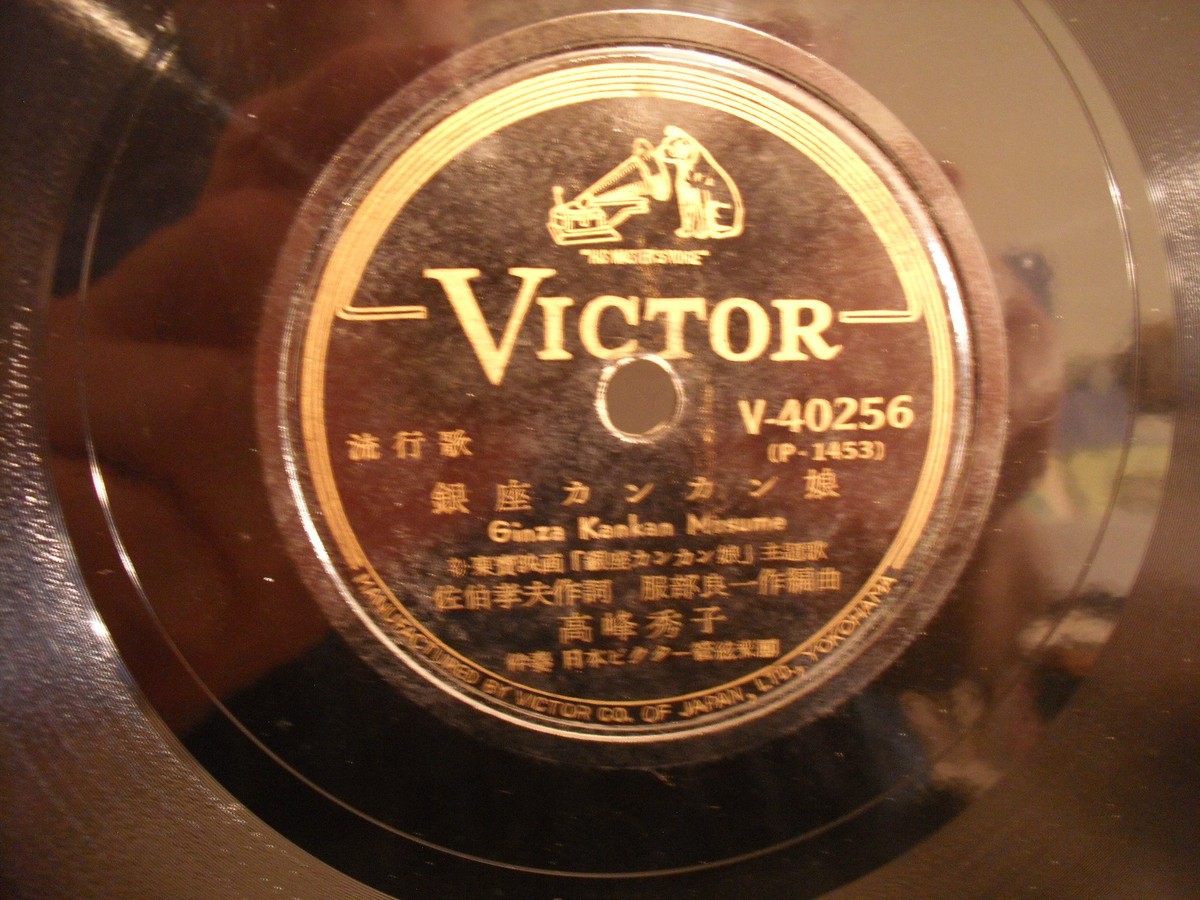 "HIS MASTER'S VOICE"
VICTOR
V-40256
(P-1453)
流行歌
銀座カンカン娘
Ginza Kankan Musume
東寶映画「銀座カンカン娘」主題歌
佐伯孝夫作詞 服部良一作編曲
高峰秀子
伴奏 日本ビクター管絃楽團
MANUFACTURED BY VICTOR CO. OF JAPAN, LTD., YOKOHAMA